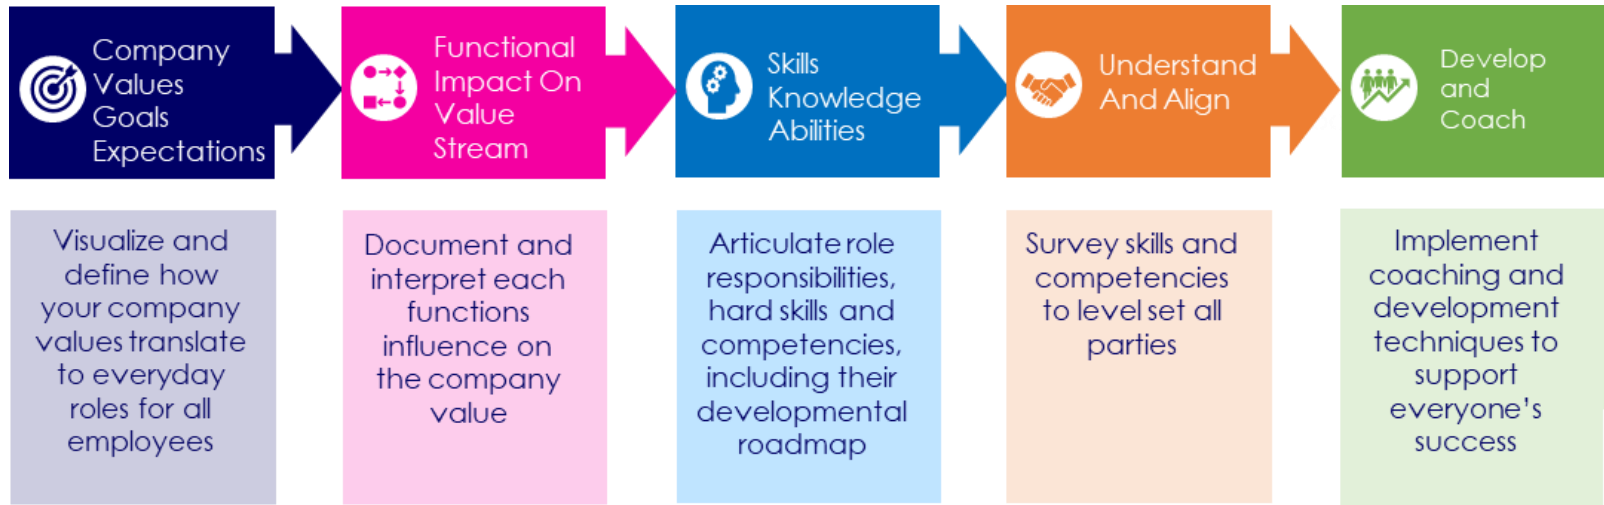 Company
Values
Goals
Expectations
Functional
Impact On
Value
Stream
Skills
Knowledge
Abilities
Understand
And Align
Develop
and
Coach
Visualize and
define how
your company
values translate
to everyday
roles for all
employees
Document and
interpret each
functions
influence on
the company
value
Articulate role
responsibilities,
hard skills and
competencies,
including their
developmental
roadmap
Survey skills and
competencies
to level set all
parties
Implement
coaching and
development
techniques to
support
everyone's
success